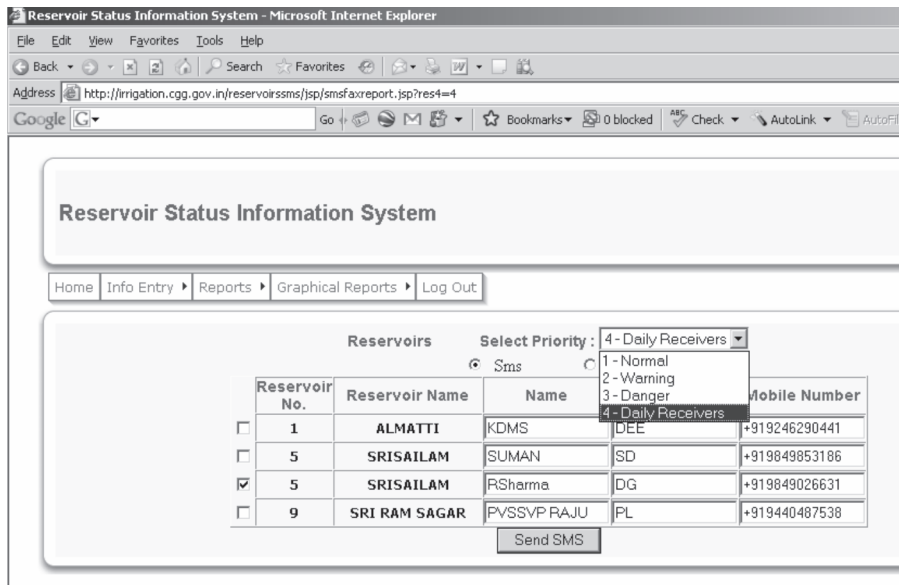 Reservoir Status Information System - Microsoft Internet Explorer
File Edit View Favorites Tools Help
Back Search Favorites
Address http://irrigation.cgg.gov.in/reservoirssms/jsp/smsfaxreport.jsp?res4=4
Google G Go Bookmarks 0 blocked ABC Check AutoLink AutoFil
Reservoir Status Information System
Home Info Entry Reports Graphical Reports Log Out
Reservoirs Select Priority : 4 - Daily Receivers
Sms
1 - Normal
2 - Warning
3 - Danger
4 - Daily Receivers
Reservoir No. Reservoir Name Name Mobile Number
1 ALMATTI KDMS DEE +919246290441
5 SRISAILAM SUMAN SD +919849853186
5 SRISAILAM RSharma DG +919849026631
9 SRI RAM SAGAR PVSSVP RAJU PL +919440487538
Send SMS